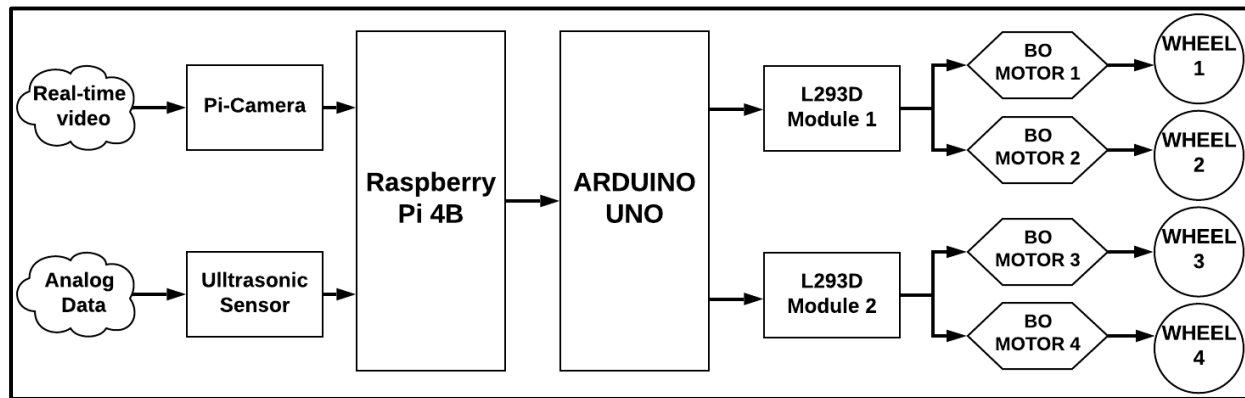 Real-time
video
Pi-Camera
Raspberry
Pi 4B
ARDUINO
UNO
L293D
Module 1
BO
MOTOR 1
WHEEL
1
BO
MOTOR 2
WHEEL
2
Analog
Data
Ulltrasonic
Sensor
L293D
Module 2
BO
MOTOR 3
WHEEL
3
BO
MOTOR 4
WHEEL
4